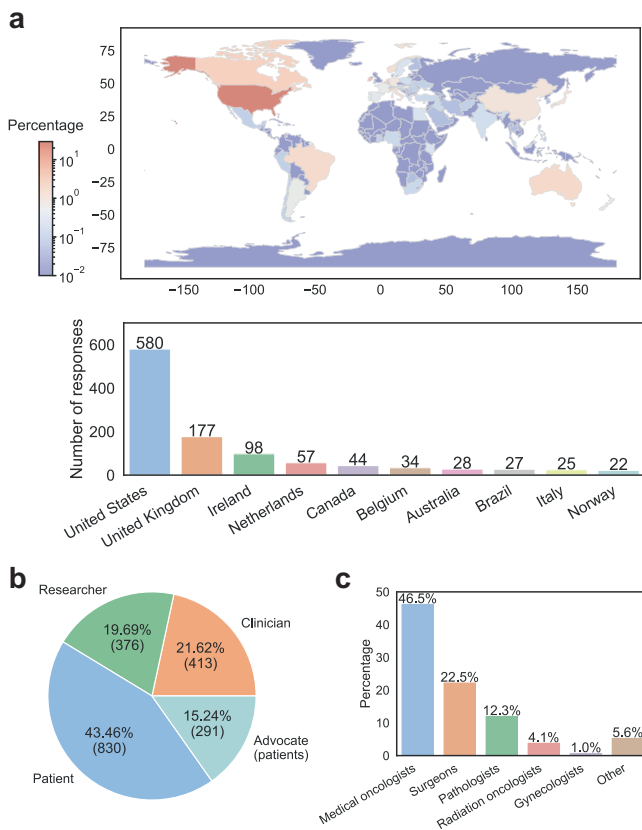 a
Percentage
10¹
10⁰
10⁻¹
10⁻²
75
50
25
0
−25
−50
−75
−150
−100
−50
0
50
100
150
Number of responses
600
400
200
0
580
177
98
57
44
34
28
27
25
22
United States
United Kingdom
Ireland
Netherlands
Canada
Belgium
Australia
Brazil
Italy
Norway
b
Researcher
19.69%
(376)
Clinician
21.62%
(413)
43.46%
(830)
Patient
15.24%
(291)
Advocate
(patients)
c
Percentage
50
40
30
20
10
0
46.5%
22.5%
12.3%
4.1%
1.0%
5.6%
Medical oncologists
Surgeons
Pathologists
Radiation oncologists
Gynecologists
Other